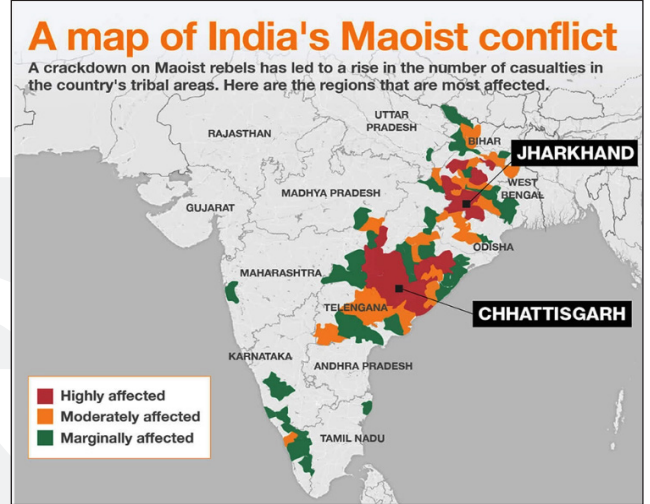 A map of India's Maoist conflict
A crackdown on Maoist rebels has led to a rise in the number of casualties in
the country's tribal areas. Here are the regions that are most affected.
UTTAR
PRADESH
RAJASTHAN
BIHAR
JHARKHAND
WEST
BENGAL
MADHYA PRADESH
GUJARAT
ODISHA
MAHARASHTRA
TELENGANA
CHHATTISGARH
KARNATAKA
ANDHRA PRADESH
Highly affected
Moderately affected
Marginally affected
TAMIL NADU